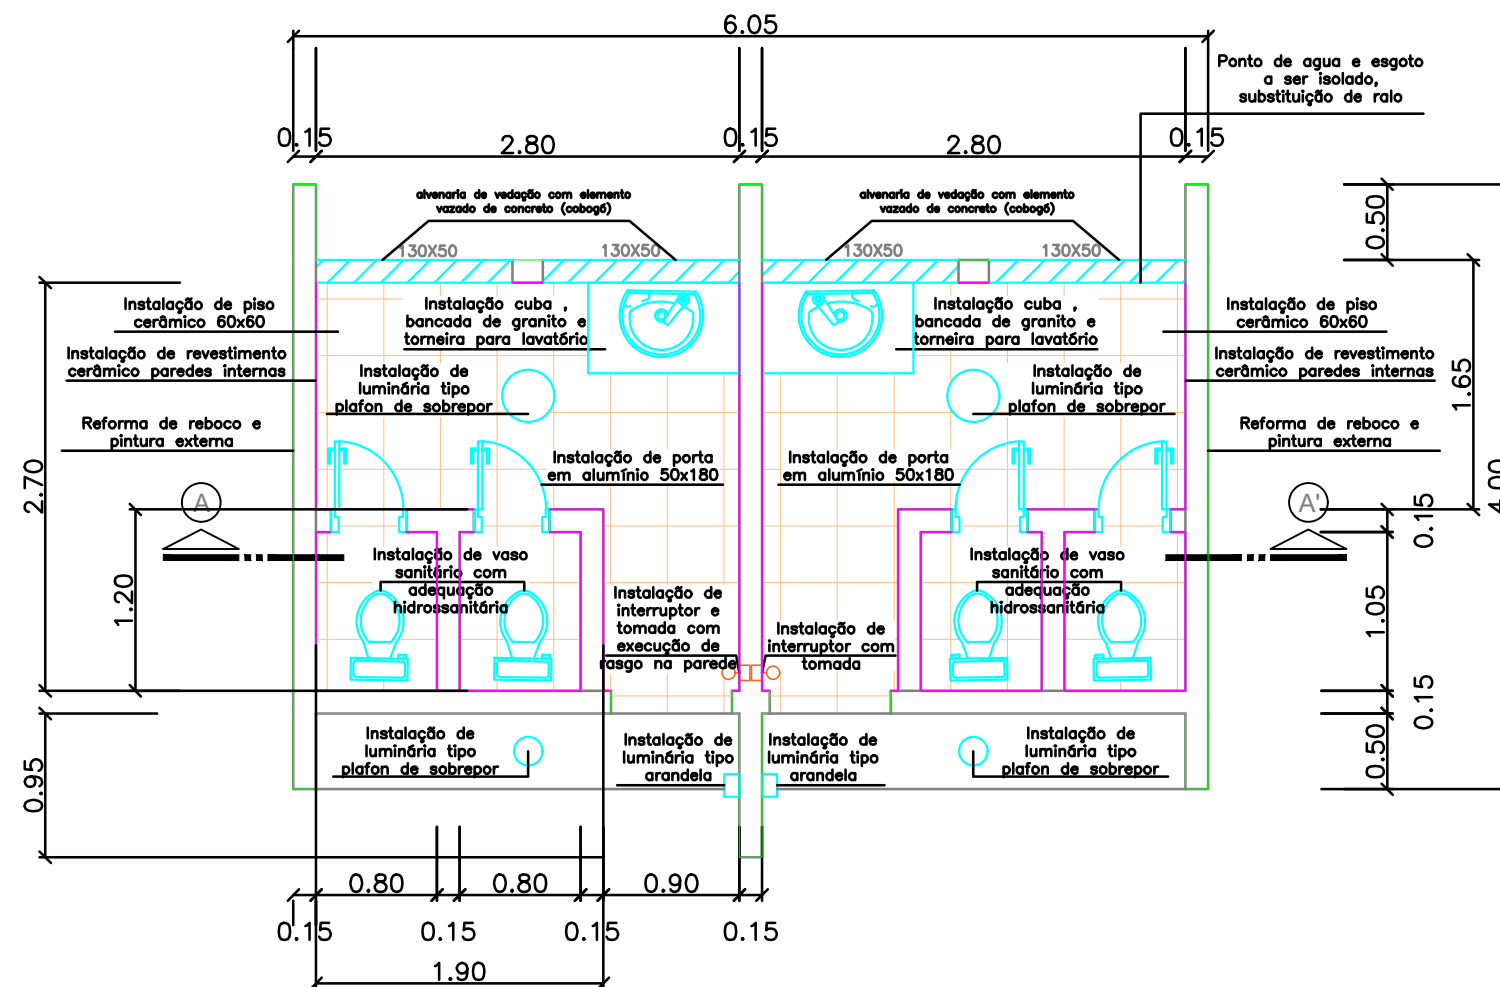 6.05
Ponto de agua e esgoto
a ser isolado,
substituição de ralo
0.15
2.80
0.15
2.80
0.15
alvenaria de vedação com elemento
vazado de concreto (cobogó)
alvenaria de vedação com elemento
vazado de concreto (cobogó)
0.50
130X50
130X50
130X50
130X50
Instalação de piso
cerâmico 60x60
Instalação cuba ,
bancada de granito e
torneira para lavatório
Instalação cuba ,
bancada de granito e
torneira para lavatório
Instalação de piso
cerâmico 60x60
Instalação de revestimento
cerâmico paredes internas
Instalação de revestimento
cerâmico paredes internas
1.65
Instalação de
luminária tipo
plafon de sobrepor
Instalação de
luminária tipo
plafon de sobrepor
Reforma de reboco e
pintura externa
Reforma de reboco e
pintura externa
2.70
Instalação de porta
em alumínio 50x180
Instalação de porta
em alumínio 50x180
4.00
A
A'
0.15
Instalação de vaso
sanitário com
adequação
hidrossanitária
Instalação de vaso
sanitário com
adequação
hidrossanitária
1.20
1.05
Instalação de
interruptor e
tomada com
execução de
rasgo na parede
Instalação de
interruptor com
tomada
0.15
Instalação de
luminária tipo
plafon de sobrepor
Instalação de
luminária tipo
arandela
Instalação de
luminária tipo
arandela
Instalação de
luminária tipo
plafon de sobrepor
0.50
0.95
0.80
0.80
0.90
0.15
0.15
0.15
0.15
1.90